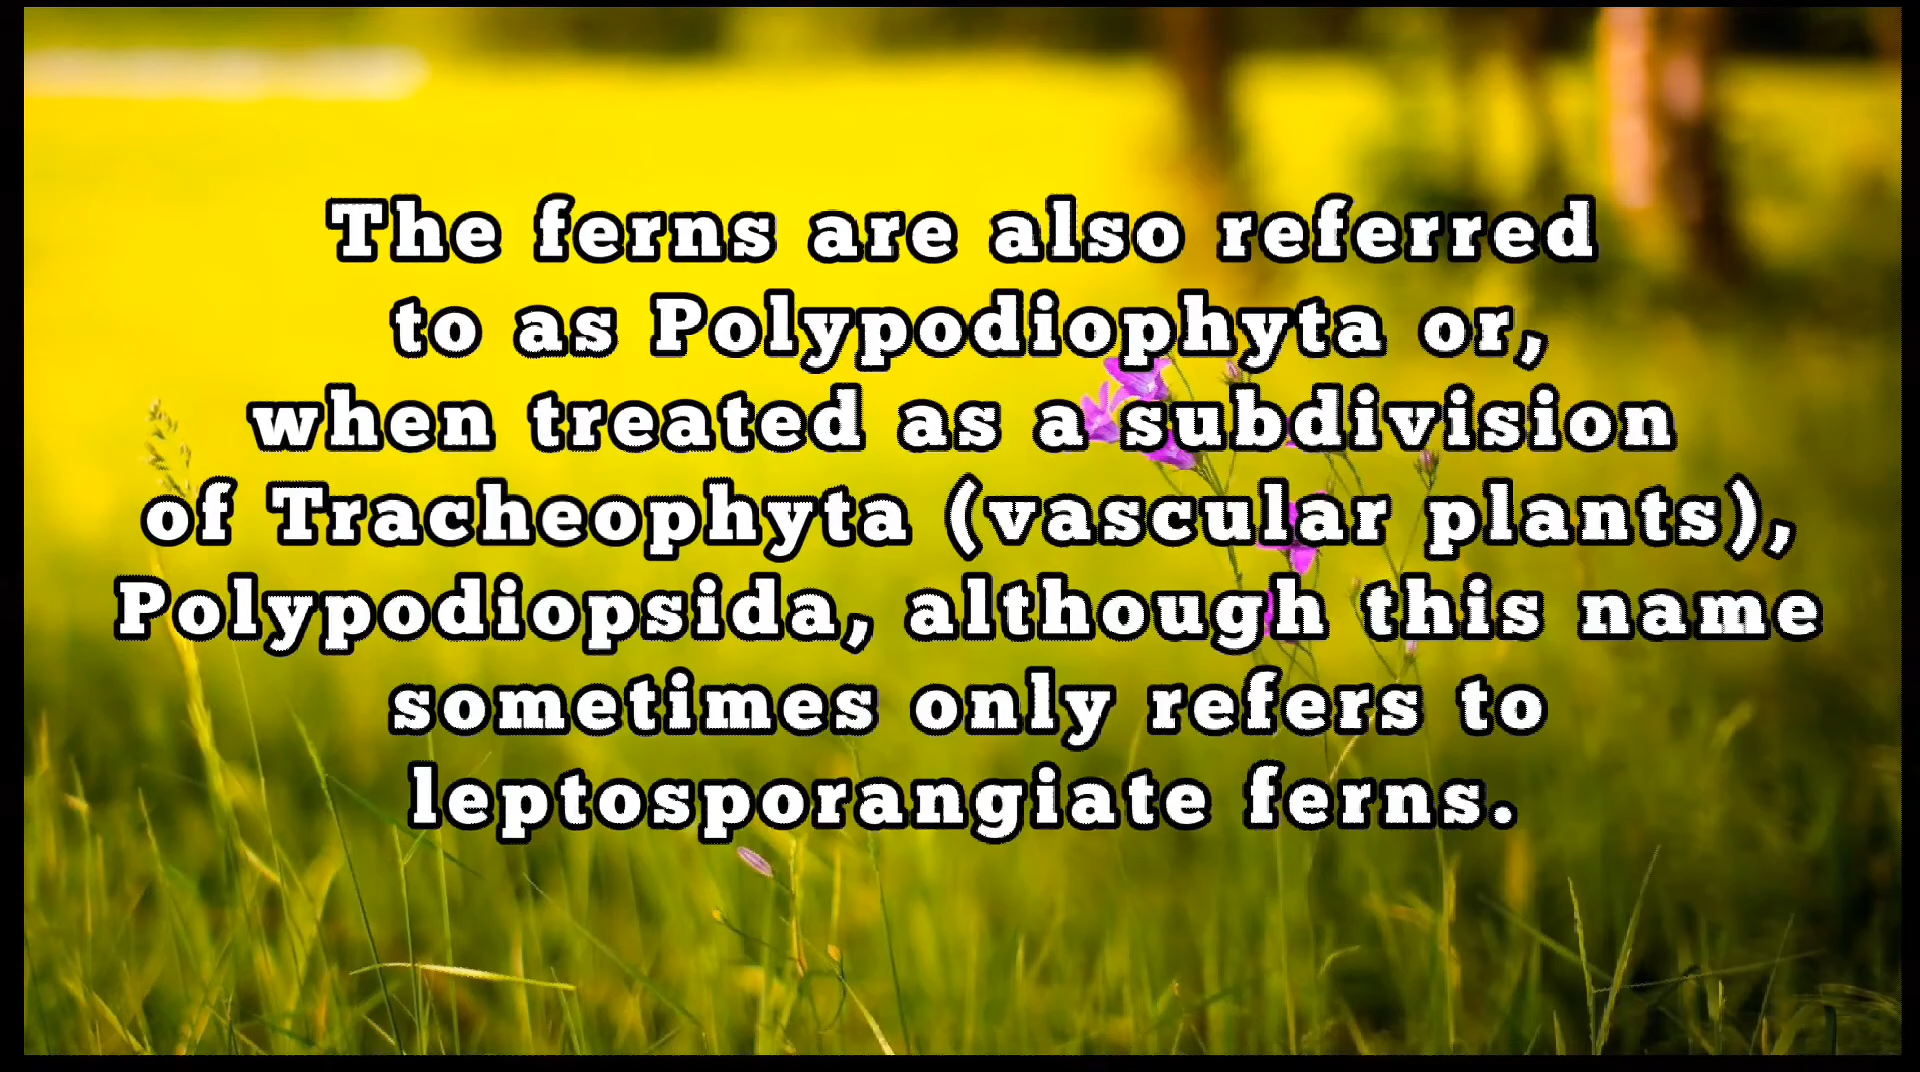 The ferns are also referred
to as Polypodiophyta or,
when treated as a subdivision
of Tracheophyta (vascular plants),
Polypodiopsida, although this name
sometimes only refers to
leptosporangiate ferns.